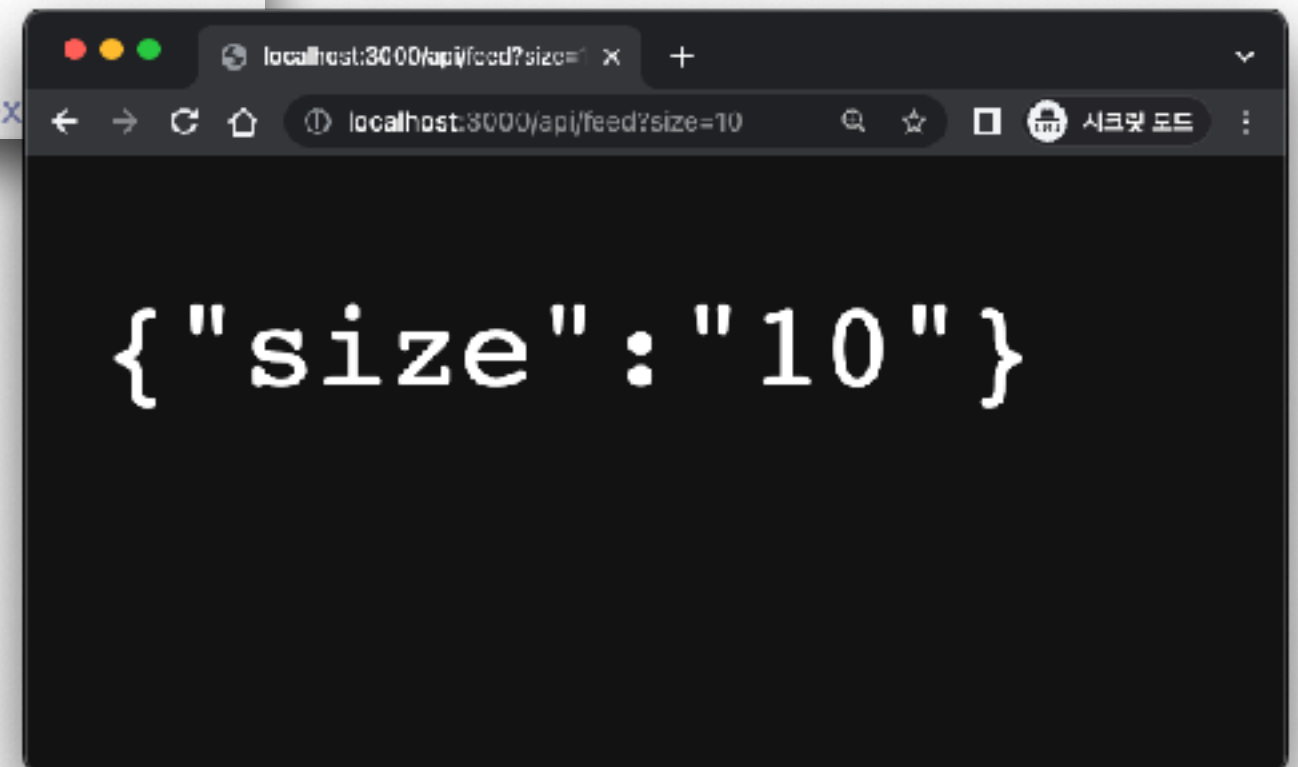 localhost:3000/api/feed?size=1
x
localhost:3000/api/feed?size=10
시크릿 모드
{"size":"10"}